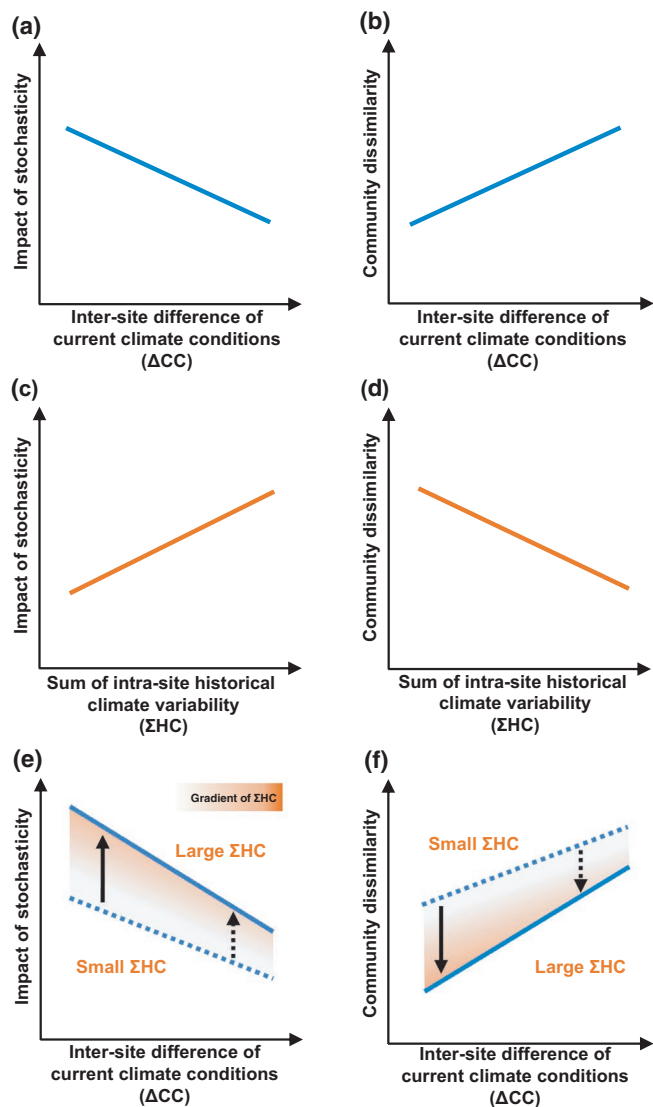 (a)
Impact of stochasticity
Inter-site difference of
current climate conditions
(ΔCC)
(b)
Community dissimilarity
Inter-site difference of
current climate conditions
(ΔCC)
(c)
Impact of stochasticity
Sum of intra-site historical
climate variability
(ΣHC)
(d)
Community dissimilarity
Sum of intra-site historical
climate variability
(ΣHC)
(e)
Impact of stochasticity
Gradient of ΣHC
Large ΣHC
Small ΣHC
Inter-site difference of
current climate conditions
(ΔCC)
(f)
Community dissimilarity
Small ΣHC
Large ΣHC
Inter-site difference of
current climate conditions
(ΔCC)